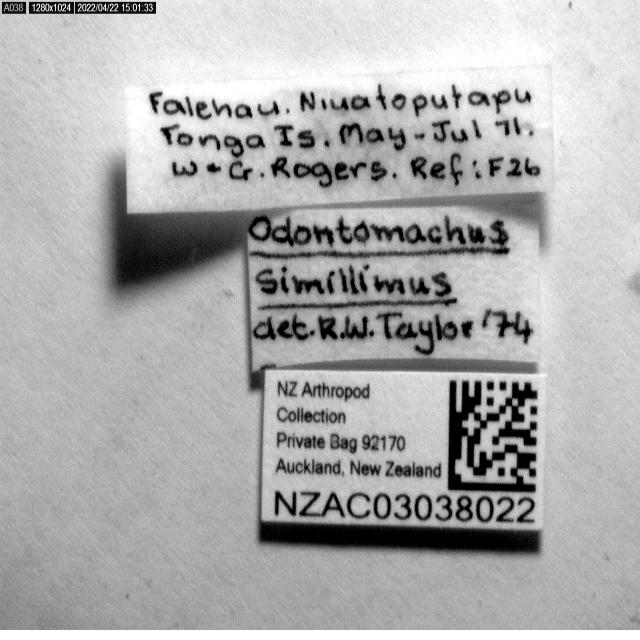 A038 1280x1024 2022/04/22 15:01:33
Falehau. Niuatoputapu
Tonga Is. May - Jul 71.
W + G. Rogers. Ref: F26
Odontomachus
simillimus
det. R.W. Taylor '74
NZ Arthropod
Collection
Private Bag 92170
Auckland, New Zealand
NZAC03038022